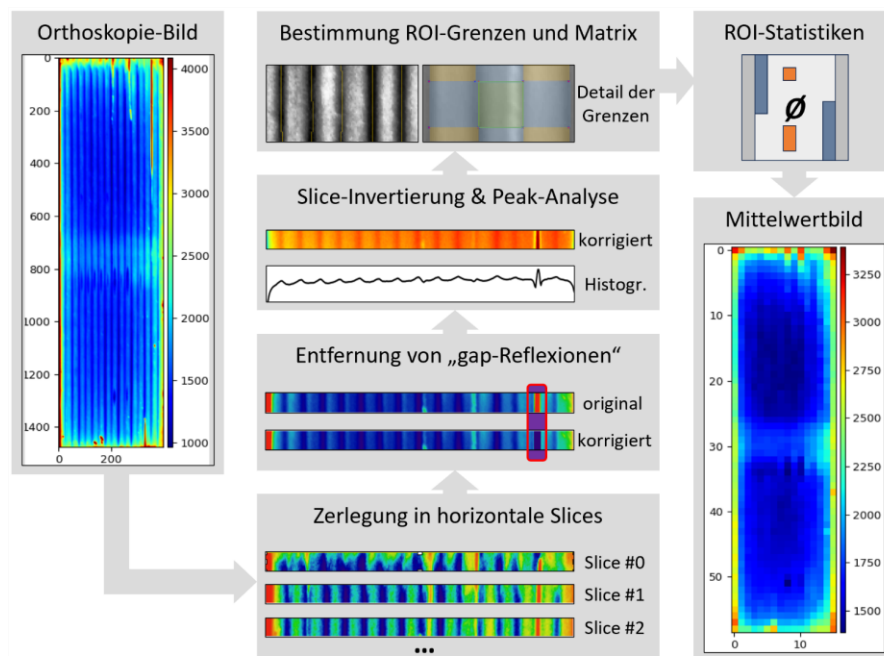 Orthoskopie-Bild
0
200
400
600
800
1000
1200
1400
0
200
4000
3500
3000
2500
2000
1500
1000
Bestimmung ROI-Grenzen und Matrix
Detail der
Grenzen
Slice-Invertierung & Peak-Analyse
korrigiert
Histogr.
Entfernung von „gap-Reflexionen“
original
korrigiert
Zerlegung in horizontale Slices
Slice #0
Slice #1
Slice #2
...
ROI-Statistiken
Ø
Mittelwertbild
0
10
20
30
40
50
0
10
3250
3000
2750
2500
2250
2000
1750
1500